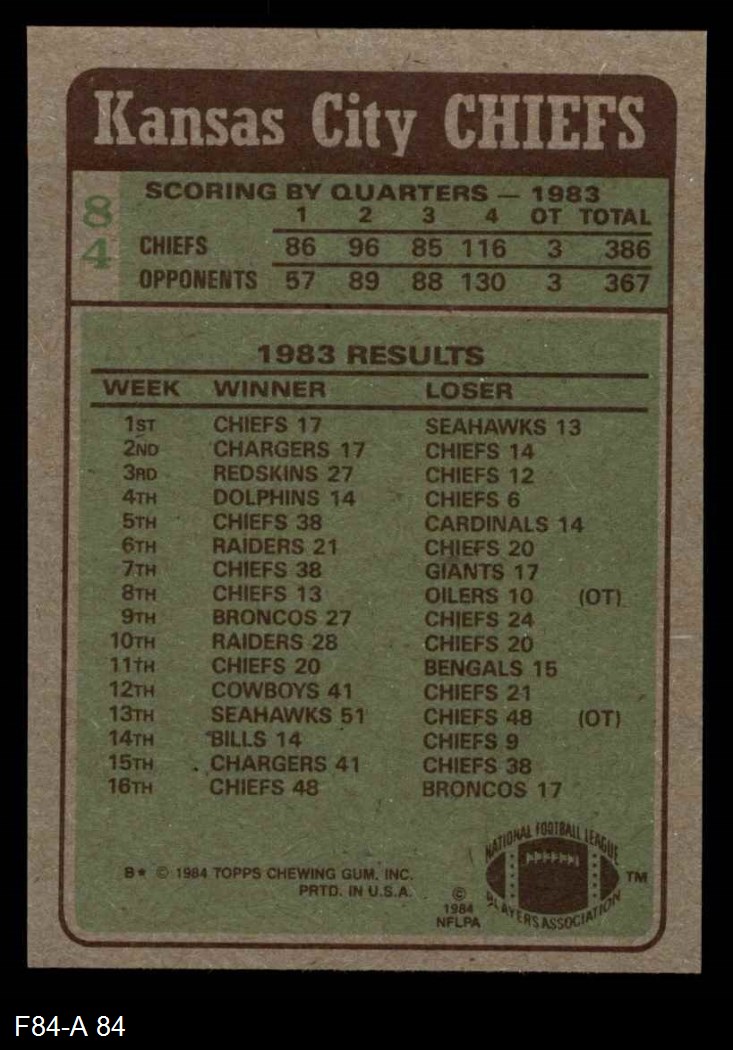 Kansas City CHIEFS
84
SCORING BY QUARTERS — 1983
1 2 3 4 OT TOTAL
CHIEFS 86 96 85 116 3 386
OPPONENTS 57 89 88 130 3 367
1983 RESULTS
WEEK WINNER LOSER
1ST CHIEFS 17 SEAHAWKS 13
2ND CHARGERS 17 CHIEFS 14
3RD REDSKINS 27 CHIEFS 12
4TH DOLPHINS 14 CHIEFS 6
5TH CHIEFS 38 CARDINALS 14
6TH RAIDERS 21 CHIEFS 20
7TH CHIEFS 38 GIANTS 17
8TH CHIEFS 13 OILERS 10 (OT)
9TH BRONCOS 27 CHIEFS 24
10TH RAIDERS 28 CHIEFS 20
11TH CHIEFS 20 BENGALS 15
12TH COWBOYS 41 CHIEFS 21
13TH SEAHAWKS 51 CHIEFS 48 (OT)
14TH BILLS 14 CHIEFS 9
15TH CHARGERS 41 CHIEFS 38
16TH CHIEFS 48 BRONCOS 17
B* © 1984 TOPPS CHEWING GUM, INC.
PRTD. IN U.S.A.
©
1984
NFLPA
NATIONAL FOOTBALL LEAGUE
PLAYERS ASSOCIATION
TM
F84-A 84